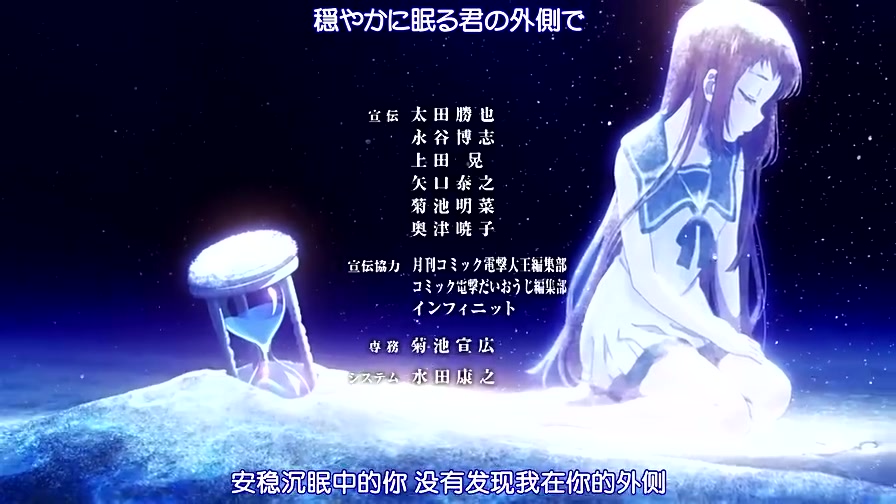 穏やかに眠る君の外側で
宣伝 太田勝也
水谷博志
上田 晃
矢口泰之
菊池明菜
奥津暁子
宣伝協力 月刊コミック電撃大王編集部
コミック電撃だいおうじ編集部
インフィニット
専務 菊池宣広
システム 水田康之
安稳沉眠中的你 没有发现我在你的外侧